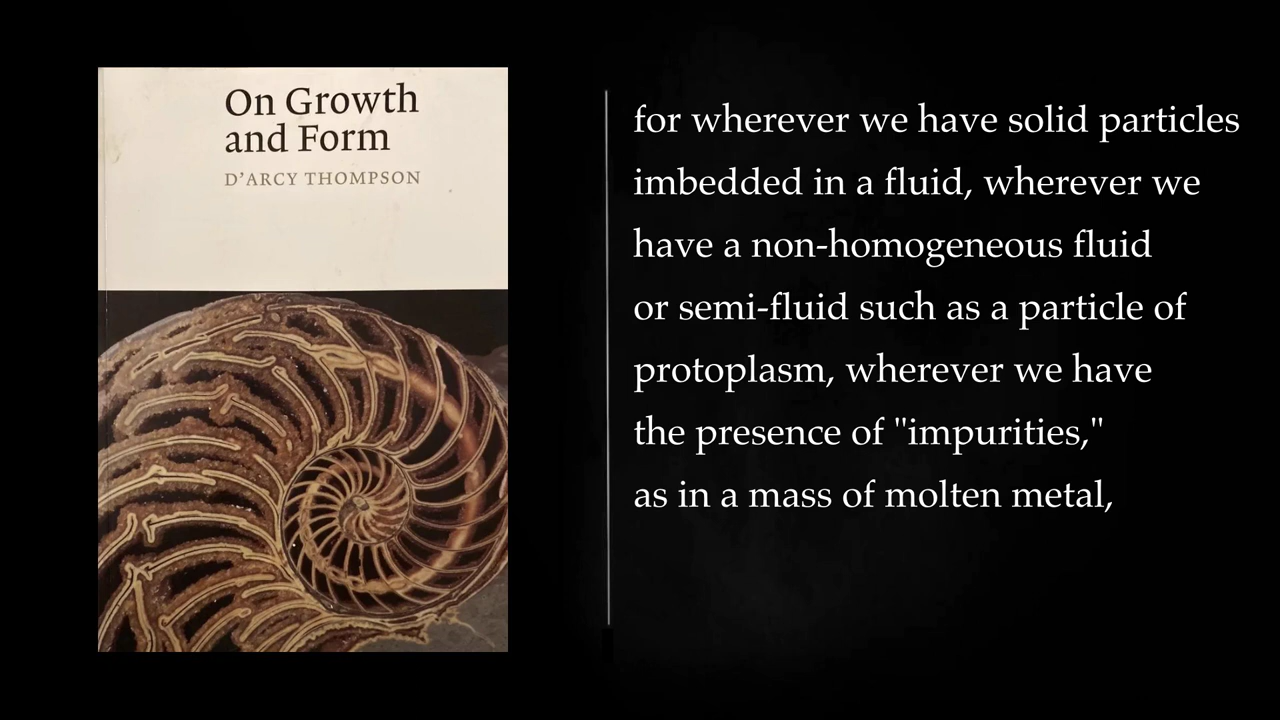 On Growth
and Form
D'ARCY THOMPSON
for wherever we have solid particles
imbedded in a fluid, wherever we
have a non-homogeneous fluid
or semi-fluid such as a particle of
protoplasm, wherever we have
the presence of "impurities,"
as in a mass of molten metal,